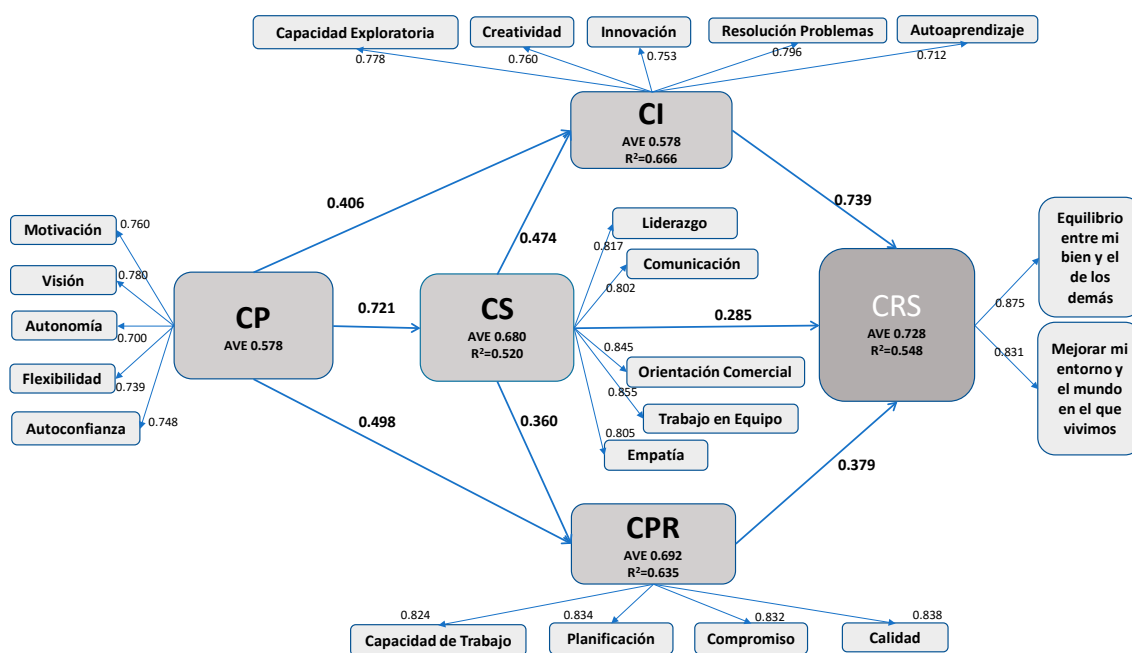 Capacidad Exploratoria
Creatividad
Innovación
Resolución Problemas
Autoaprendizaje
0.778
0.760
0.753
0.796
0.712
CI
AVE 0.578
R²=0.666
0.406
0.474
0.739
Motivación
0.760
Visión
0.780
Autonomía
0.700
Flexibilidad
0.739
Autoconfianza
0.748
CP
AVE 0.578
0.721
CS
AVE 0.680
R²=0.520
Liderazgo
0.817
Comunicación
0.802
0.285
0.845
Orientación Comercial
0.855
Trabajo en Equipo
0.805
Empatía
CRS
AVE 0.728
R²=0.548
0.875
0.831
Equilibrio
entre mi
bien y el
de los
demás
Mejorar mi
entorno y
el mundo
en el que
vivimos
0.498
0.360
0.379
CPR
AVE 0.692
R²=0.635
0.824
0.834
0.832
0.838
Capacidad de Trabajo
Planificación
Compromiso
Calidad